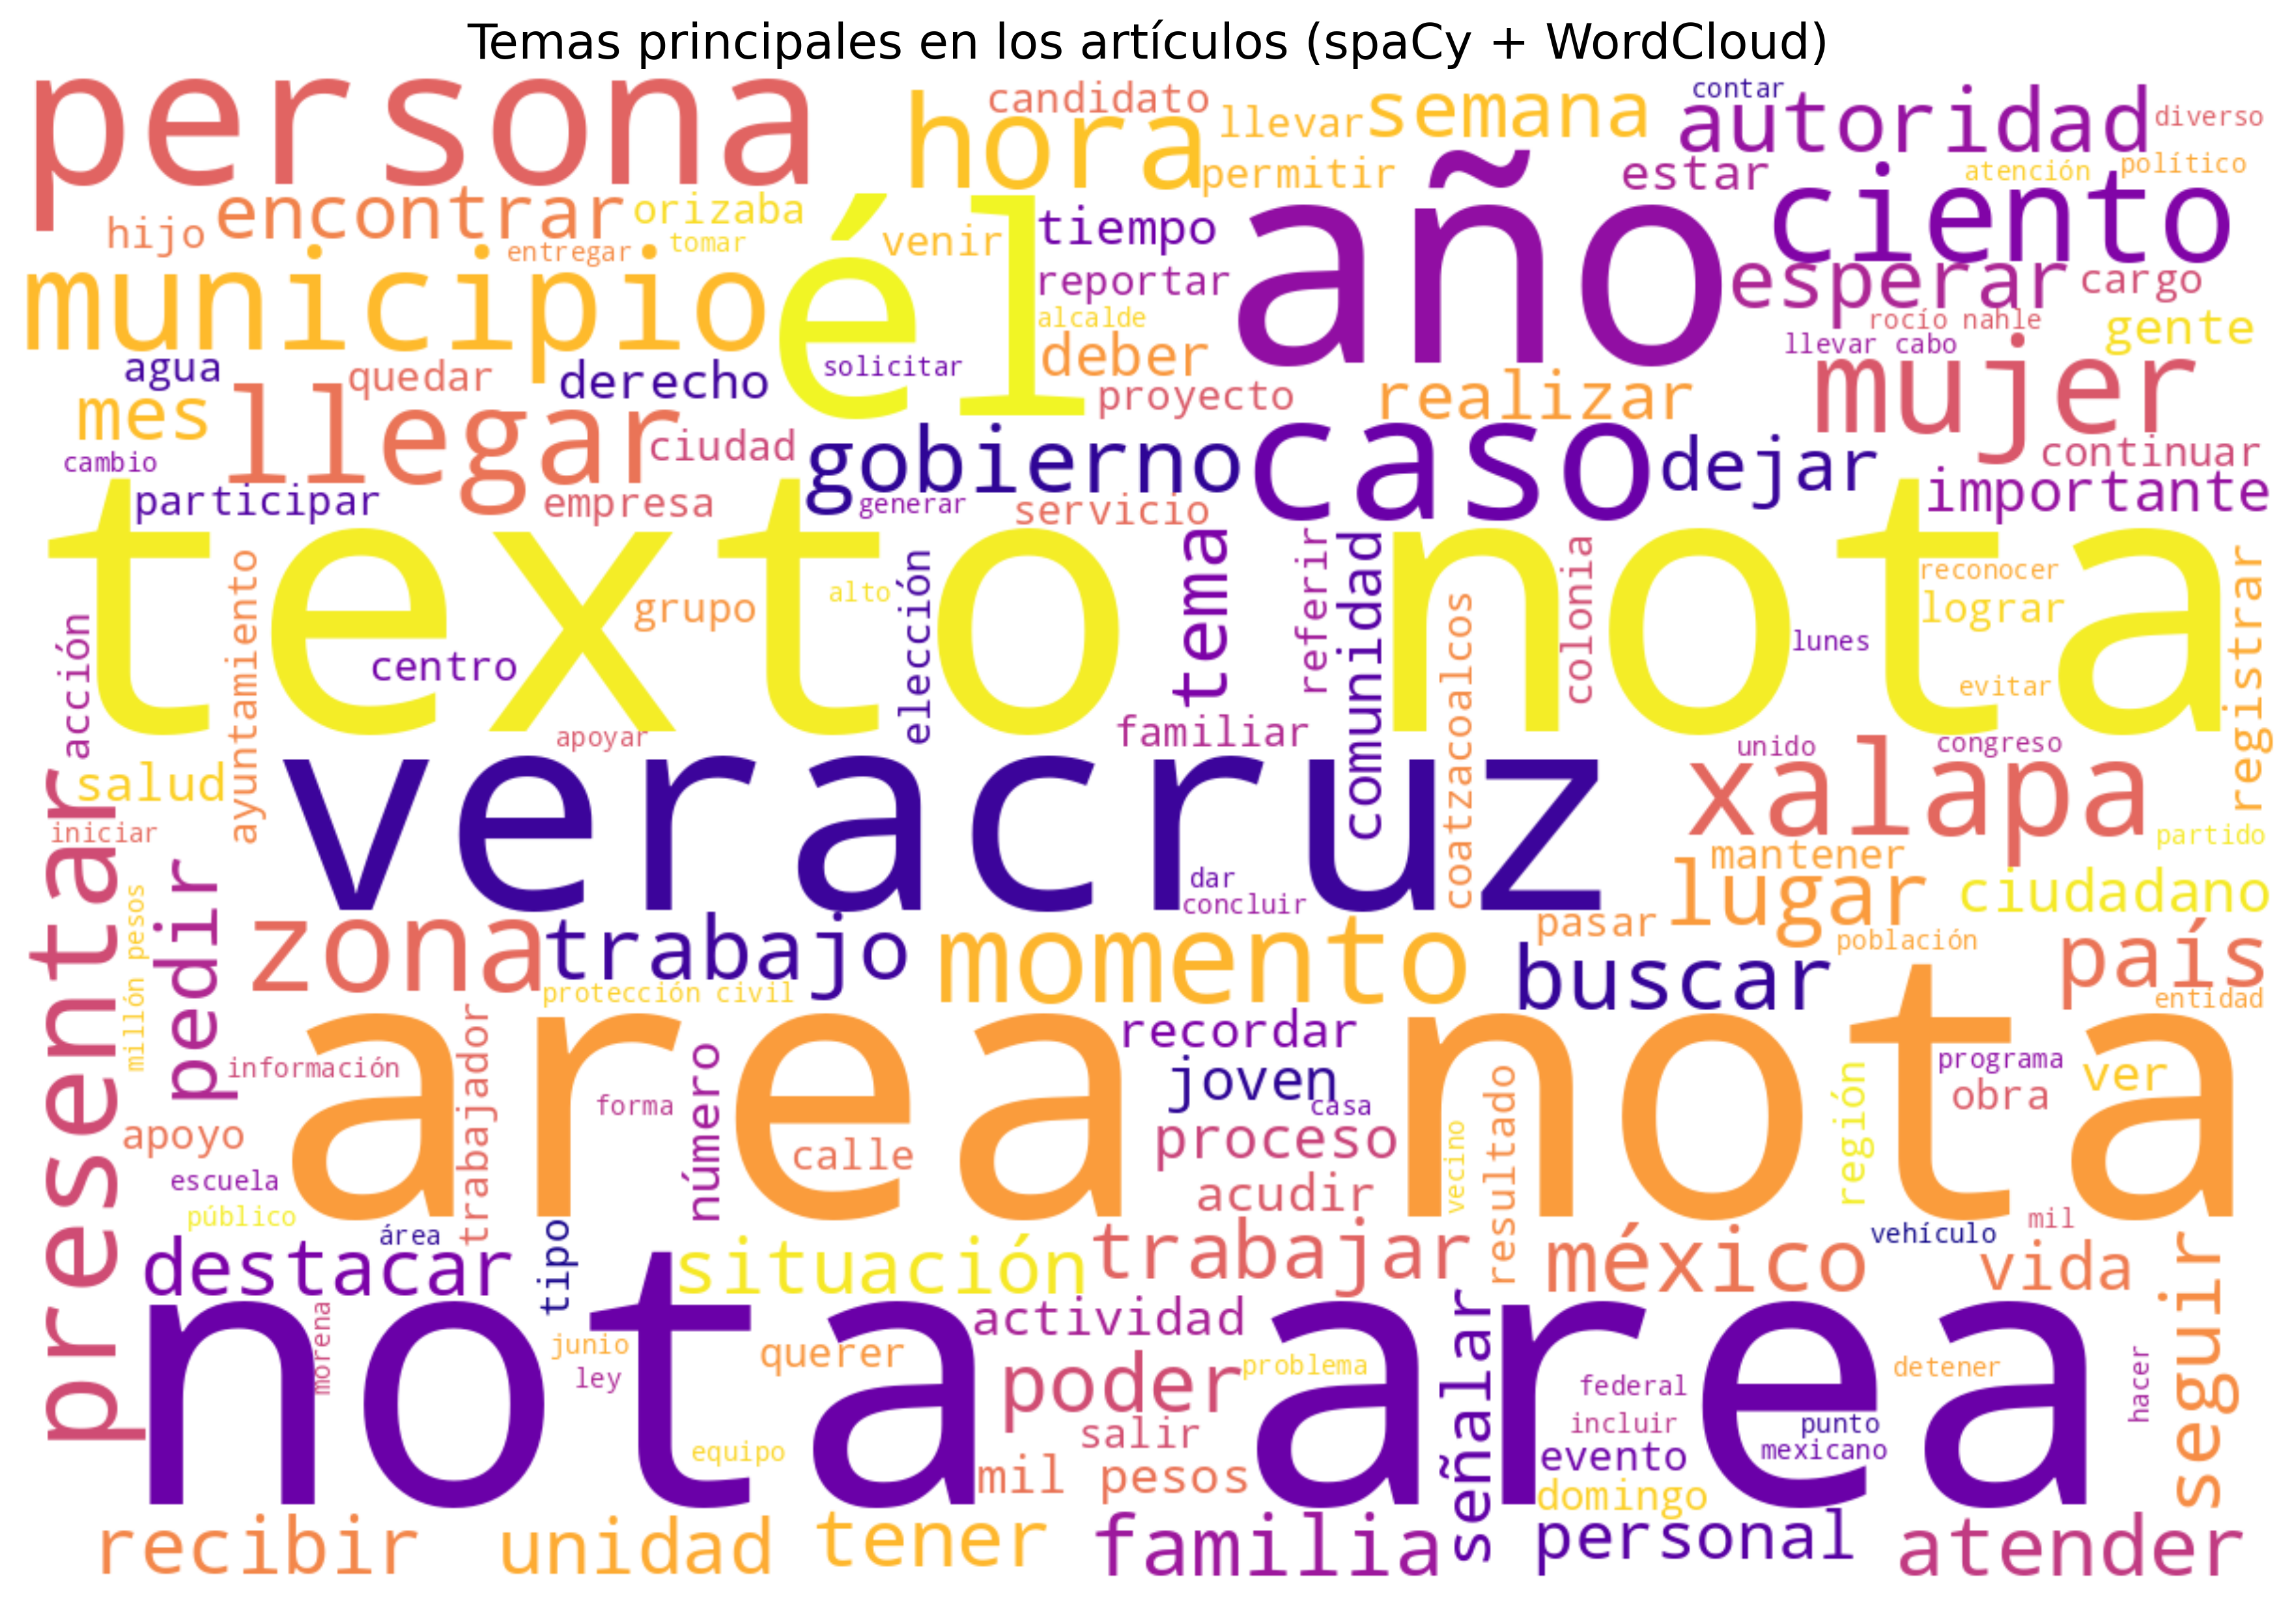 Temas principales en los artículos (spaCy + WordCloud)
persona
hora
candidato
llevar
semana
contar
autoridad
diverso
permitir
estar
atención
político
ciento
hijo
encontrar
orizaba
entregar
tomar
venir
tiempo
año
municipio
él
reportar
esperar
cargo
alcalde
rocío nahle
gente
llevar cabo
agua
quedar
derecho
solicitar
deber
proyecto
realizar
mujer
mes
llegar
ciudad
gobierno
caso
dejar
continuar
cambio
participar
empresa
generar
servicio
importante
texto nota
ayuntamiento
acción
grupo
alto
centro
elección
tema
referir
comunidad
coatzacoalcos
colonia
reconocer
lograr
lunes
evitar
registrar
apoyar
familiar
unido
congreso
salud
iniciar
veracruz
xalapa
partido
mantener
presentar
millón pesos
pedir
dar
concluir
lugar
ciudadano
zona
trabajo
momento
pasar
población
buscar
país
protección civil
entidad
area nota
recordar
información
trabajador
forma
número
joven
casa
programa
ver
obra
región
apoyo
calle
proceso
vecino
resultado
escuela
acudir
público
área
mil
destacar
tipo
situación
trabajar
méxico
vehículo
vida
seguir
nota area
morena
junio
ley
querer
actividad
poder
problema
señalar
federal
detener
hacer
incluir
punto
salir
equipo
evento
mexicano
mil pesos
domingo
recibir
unidad
tener
familia
personal
atender